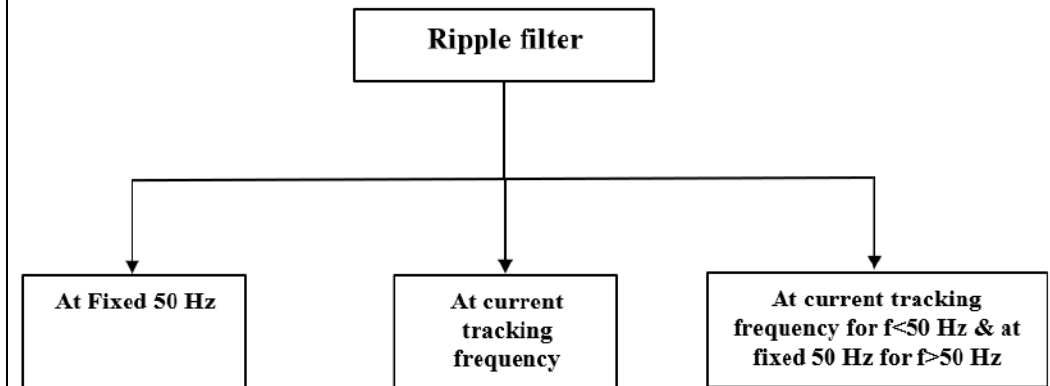 Ripple filter
At Fixed 50 Hz
At current
tracking
frequency
At current tracking
frequency for f<50 Hz & at
fixed 50 Hz for f>50 Hz